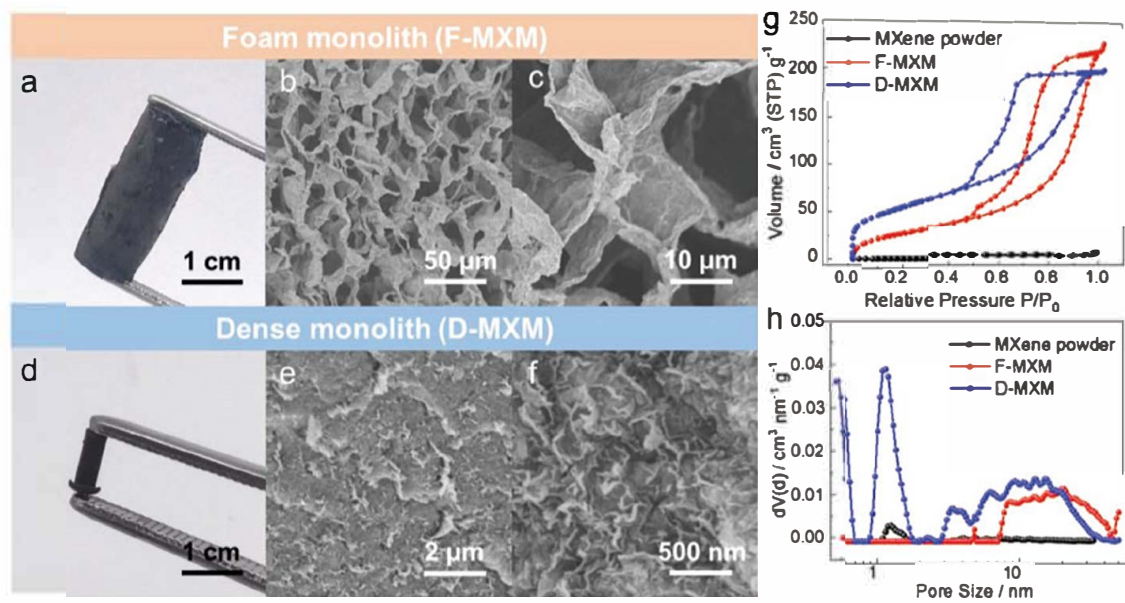 Foam monolith (F-MXM)
a
1 cm
b
50 µm
c
10 µm
Dense monolith (D-MXM)
d
1 cm
e
2 µm
f
500 nm
g
MXene powder
F-MXM
D-MXM
Volume / cm³ (STP) g⁻¹
200
150
100
50
0
0.0 0.2 0.4 0.6 0.8 1.0
Relative Pressure P/P₀
h
MXene powder
F-MXM
D-MXM
dV(d) / cm³ nm⁻¹ g⁻¹
0.05
0.04
0.03
0.02
0.01
0.00
1 10
Pore Size / nm